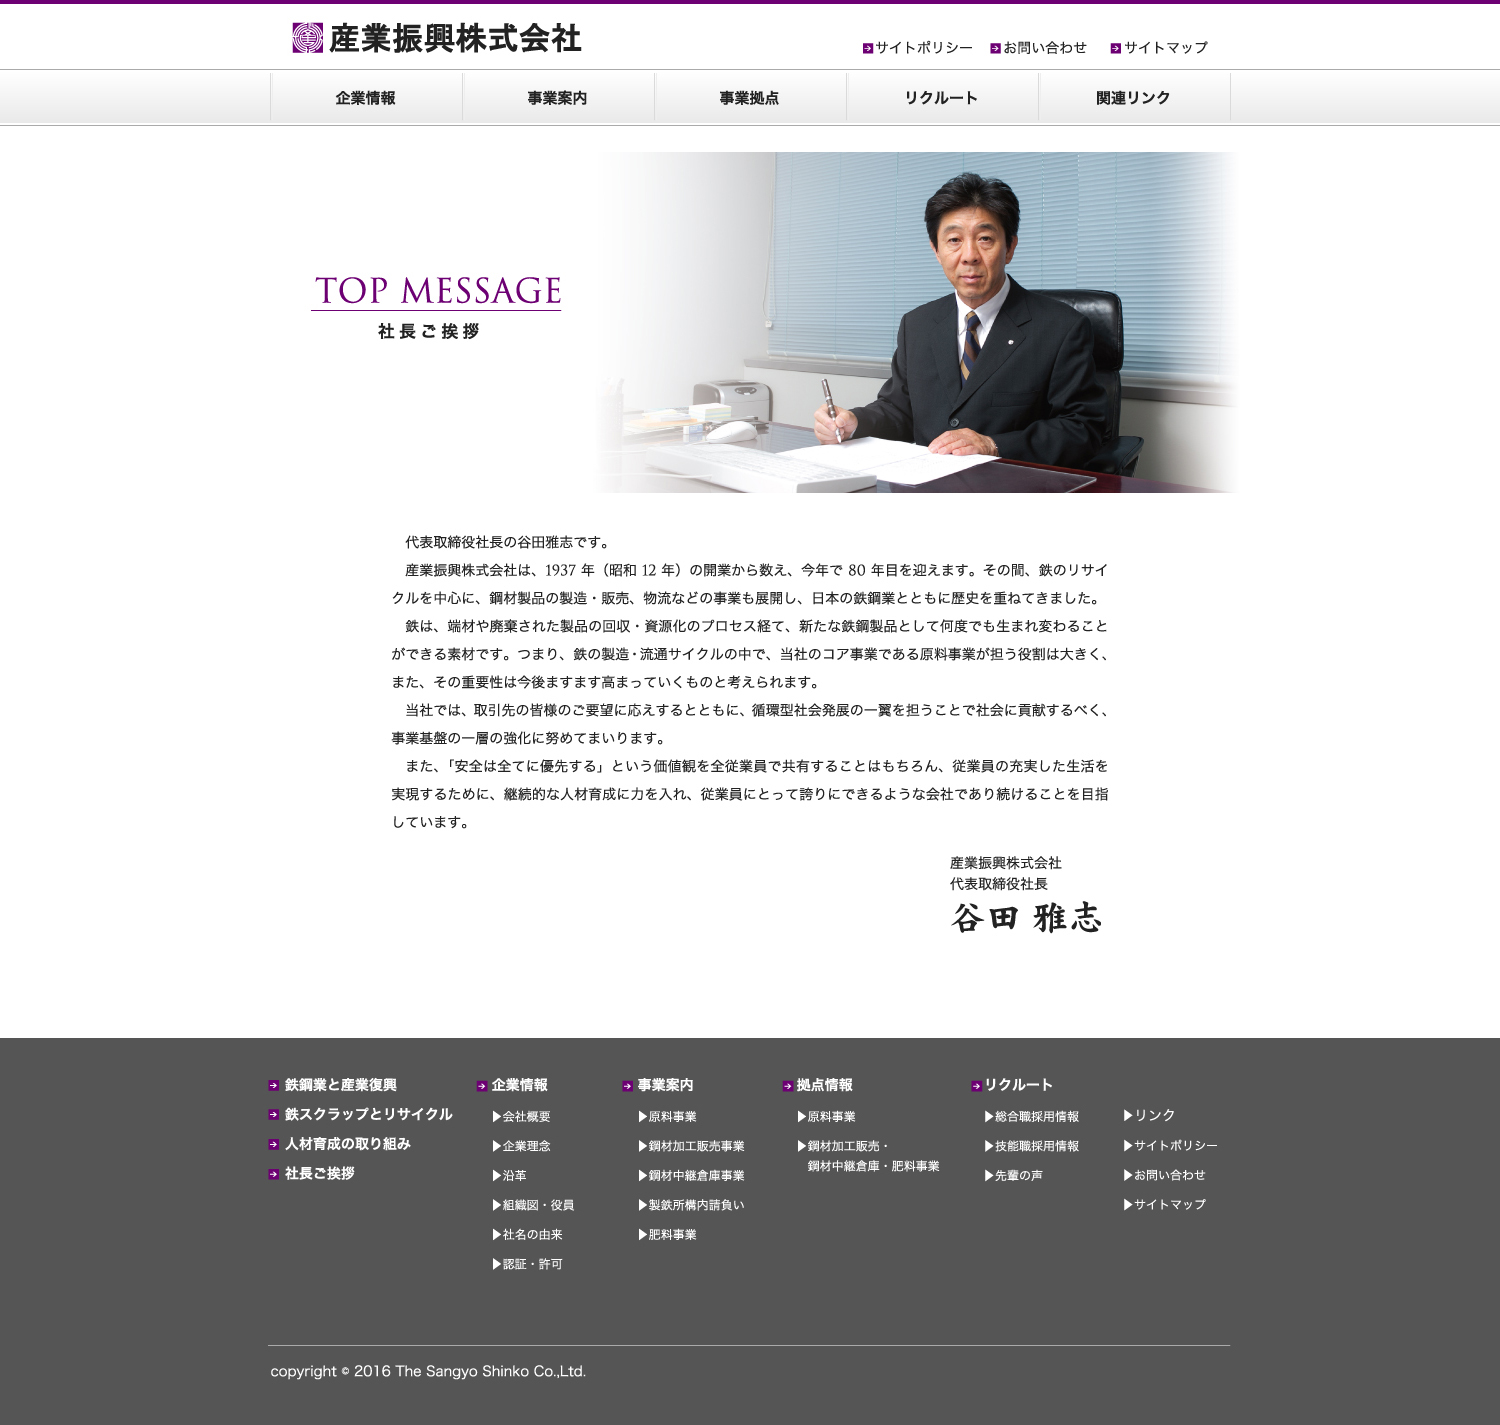 産業振興株式会社
サイトポリシー お問い合わせ サイトマップ
企業情報 事業案内 事業拠点 リクルート 関連リンク
TOP MESSAGE
社長ご挨拶
代表取締役社長の谷田雅志です。
産業振興株式会社は、1937 年（昭和 12 年）の開業から数え、今年で 80 年目を迎えます。その間、鉄のリサイ
クルを中心に、鋼材製品の製造・販売、物流などの事業も展開し、日本の鉄鋼業とともに歴史を重ねてきました。
鉄は、端材や廃棄された製品の回収・資源化のプロセス経て、新たな鉄鋼製品として何度でも生まれ変わること
ができる素材です。つまり、鉄の製造・流通サイクルの中で、当社のコア事業である原料事業が担う役割は大きく、
また、その重要性は今後ますます高まっていくものと考えられます。
当社では、取引先の皆様のご要望に応えするとともに、循環型社会発展の一翼を担うことで社会に貢献するべく、
事業基盤の一層の強化に努めてまいります。
また、「安全は全てに優先する」という価値観を全従業員で共有することはもちろん、従業員の充実した生活を
実現するために、継続的な人材育成に力を入れ、従業員にとって誇りにできるような会社であり続けることを目指
しています。
産業振興株式会社
代表取締役社長
谷田 雅志
鉄鋼業と産業復興
鉄スクラップとリサイクル
人材育成の取り組み
社長ご挨拶
企業情報
▶会社概要
▶企業理念
▶沿革
▶組織図・役員
▶社名の由来
▶認証・許可
事業案内
▶原料事業
▶鋼材加工販売事業
▶鋼材中継倉庫事業
▶製鉄所構内請負い
▶肥料事業
拠点情報
▶原料事業
▶鋼材加工販売・
鋼材中継倉庫・肥料事業
リクルート
▶総合職採用情報
▶技能職採用情報
▶先輩の声
▶リンク
▶サイトポリシー
▶お問い合わせ
▶サイトマップ
copyright © 2016 The Sangyo Shinko Co.,Ltd.